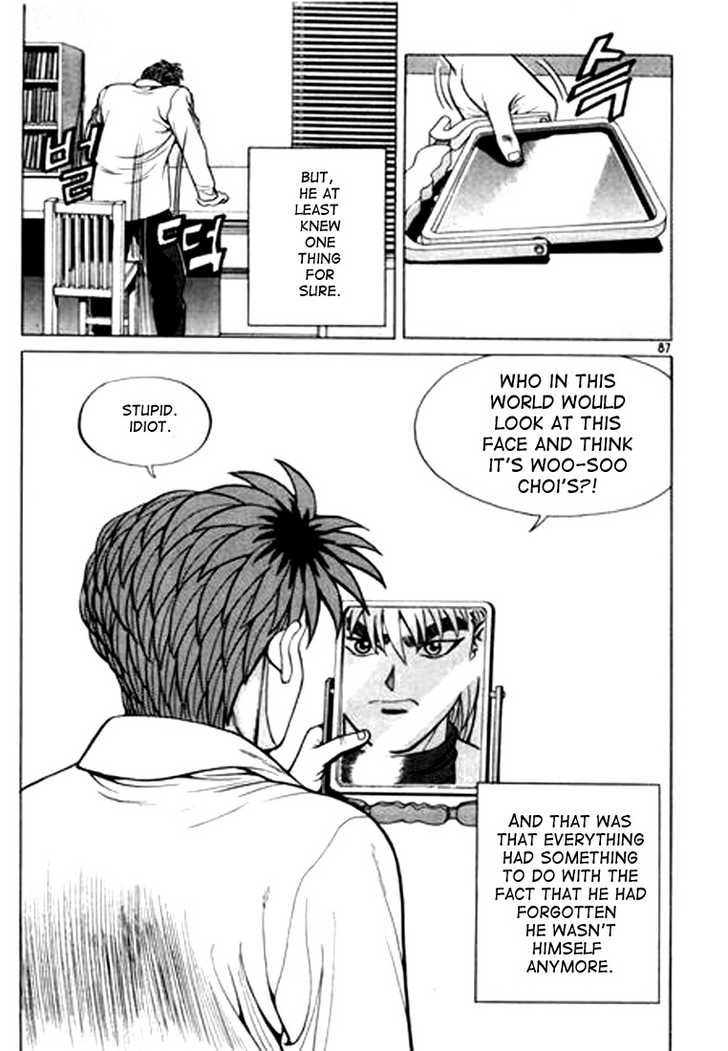 BUT,
HE AT
LEAST
KNEW
ONE
THING
FOR
SURE.
87
STUPID.
IDIOT.
WHO IN THIS
WORLD WOULD
LOOK AT THIS
FACE AND THINK
IT'S WOO-SOO
CHOI'S?!
AND THAT WAS
THAT EVERYTHING
HAD SOMETHING
TO DO WITH THE
FACT THAT HE HAD
FORGOTTEN
HE WASN'T
HIMSELF
ANYMORE.